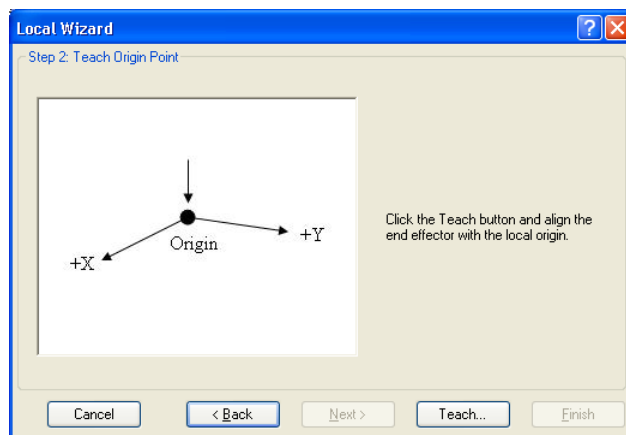 Local Wizard
Step 2: Teach Origin Point
+X
Origin
+Y
Click the Teach button and align the
end effector with the local origin.
Cancel
< Back
Next >
Teach...
Finish